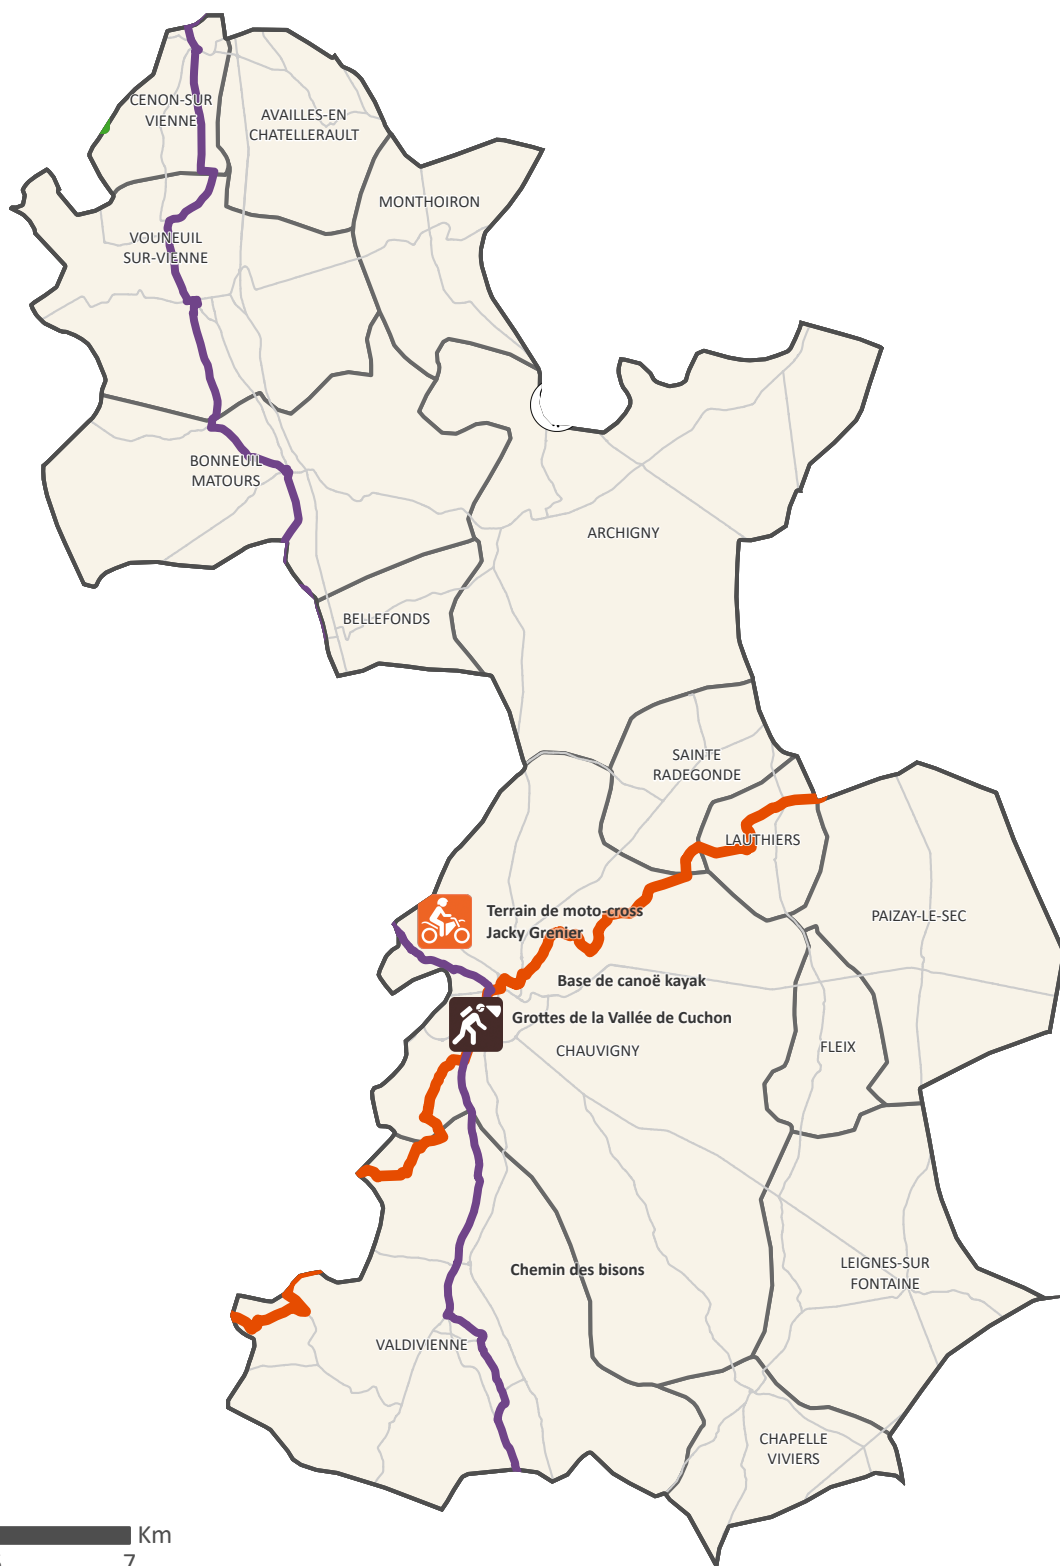 CENON-SUR
VIENNE
AVAILLES-EN
CHATELLERAULT
MONTHOIRON
VOUNEUIL
SUR-VIENNE
BONNEUIL
MATOURS
ARCHIGNY
BELLEFONDS
SAINTE
RADEGONDE
LAUTHIERS
Terrain de moto-cross
Jacky Grenier
PAIZAY-LE-SEC
Base de canoë kayak
Grottes de la Vallée de Cuchon
CHAUVIGNY
FLEIX
Chemin des bisons
LEIGNES-SUR
FONTAINE
VALDIVIENNE
CHAPELLE
VIVIERS
Km
7